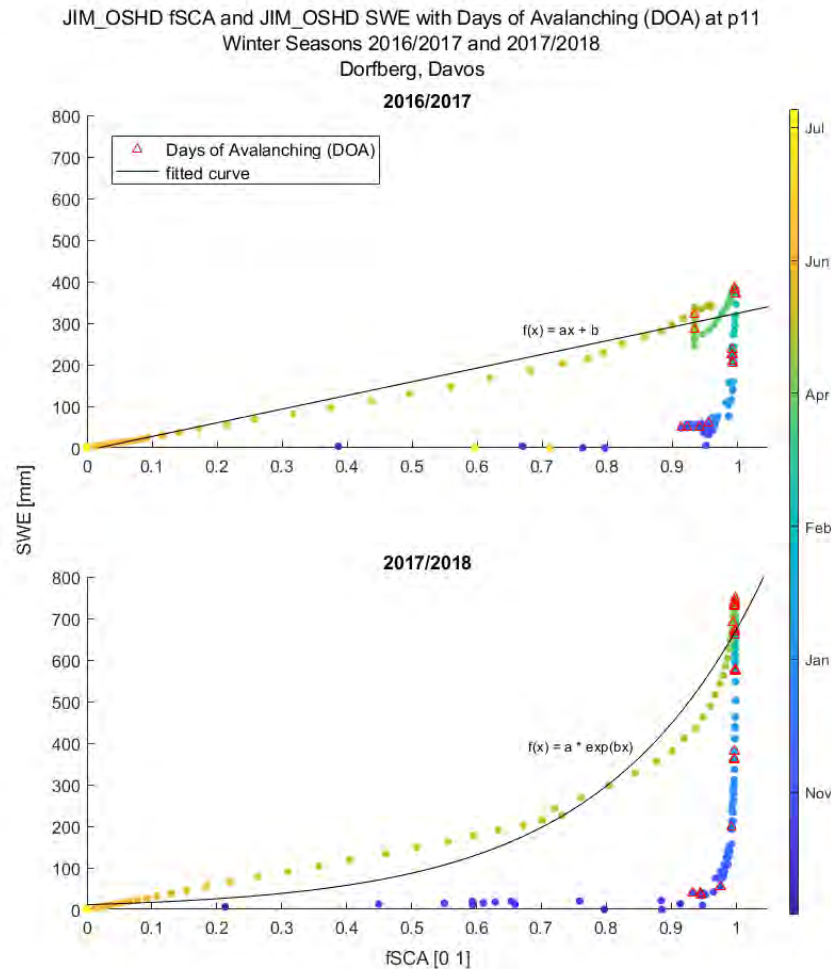 JIM_OSHD fSCA and JIM_OSHD SWE with Days of Avalanching (DOA) at p11
Winter Seasons 2016/2017 and 2017/2018
Dorfberg, Davos
2016/2017
800
700
600
500
400
300
200
100
0
Days of Avalanching (DOA)
fitted curve
f(x) = ax + b
0 0.1 0.2 0.3 0.4 0.5 0.6 0.7 0.8 0.9 1
SWE [mm]
2017/2018
800
700
600
500
400
300
200
100
0
f(x) = a * exp(bx)
0 0.1 0.2 0.3 0.4 0.5 0.6 0.7 0.8 0.9 1
fSCA [0 1]
Jul
Jun
Apr
Feb
Jan
Nov